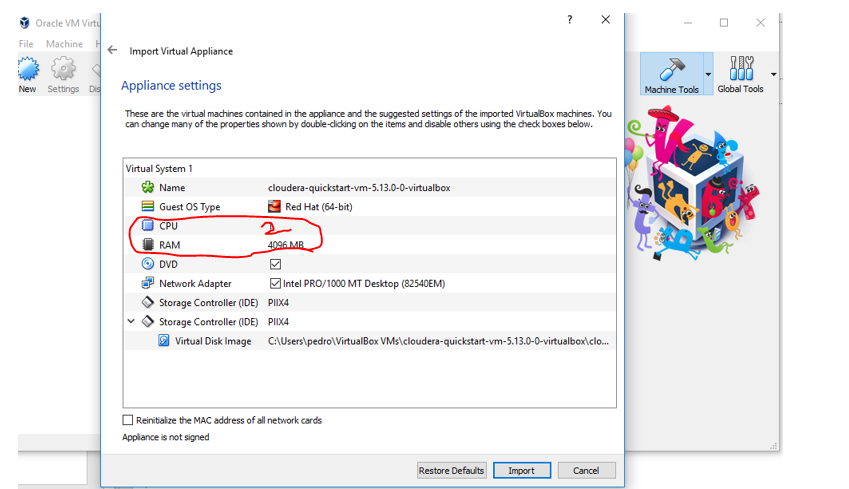 Oracle VM Virtu
File Machine H
New Settings Dis
?
Import Virtual Appliance
Machine Tools Global Tools
Appliance settings
These are the virtual machines contained in the appliance and the suggested settings of the imported VirtualBox machines. You
can change many of the properties shown by double-clicking on the items and disable others using the check boxes below.
Virtual System 1
Name cloudera-quickstart-vm-5.13.0-0-virtualbox
Guest OS Type Red Hat (64-bit)
CPU 2
RAM 4096 MB
DVD
Network Adapter Intel PRO/1000 MT Desktop (82540EM)
Storage Controller (IDE) PIIX4
Storage Controller (IDE) PIIX4
Virtual Disk Image C:\Users\pedro\VirtualBox VMs\cloudera-quickstart-vm-5.13.0-0-virtualbox\clo...
Reinitialize the MAC address of all network cards
Appliance is not signed
Restore Defaults Import Cancel